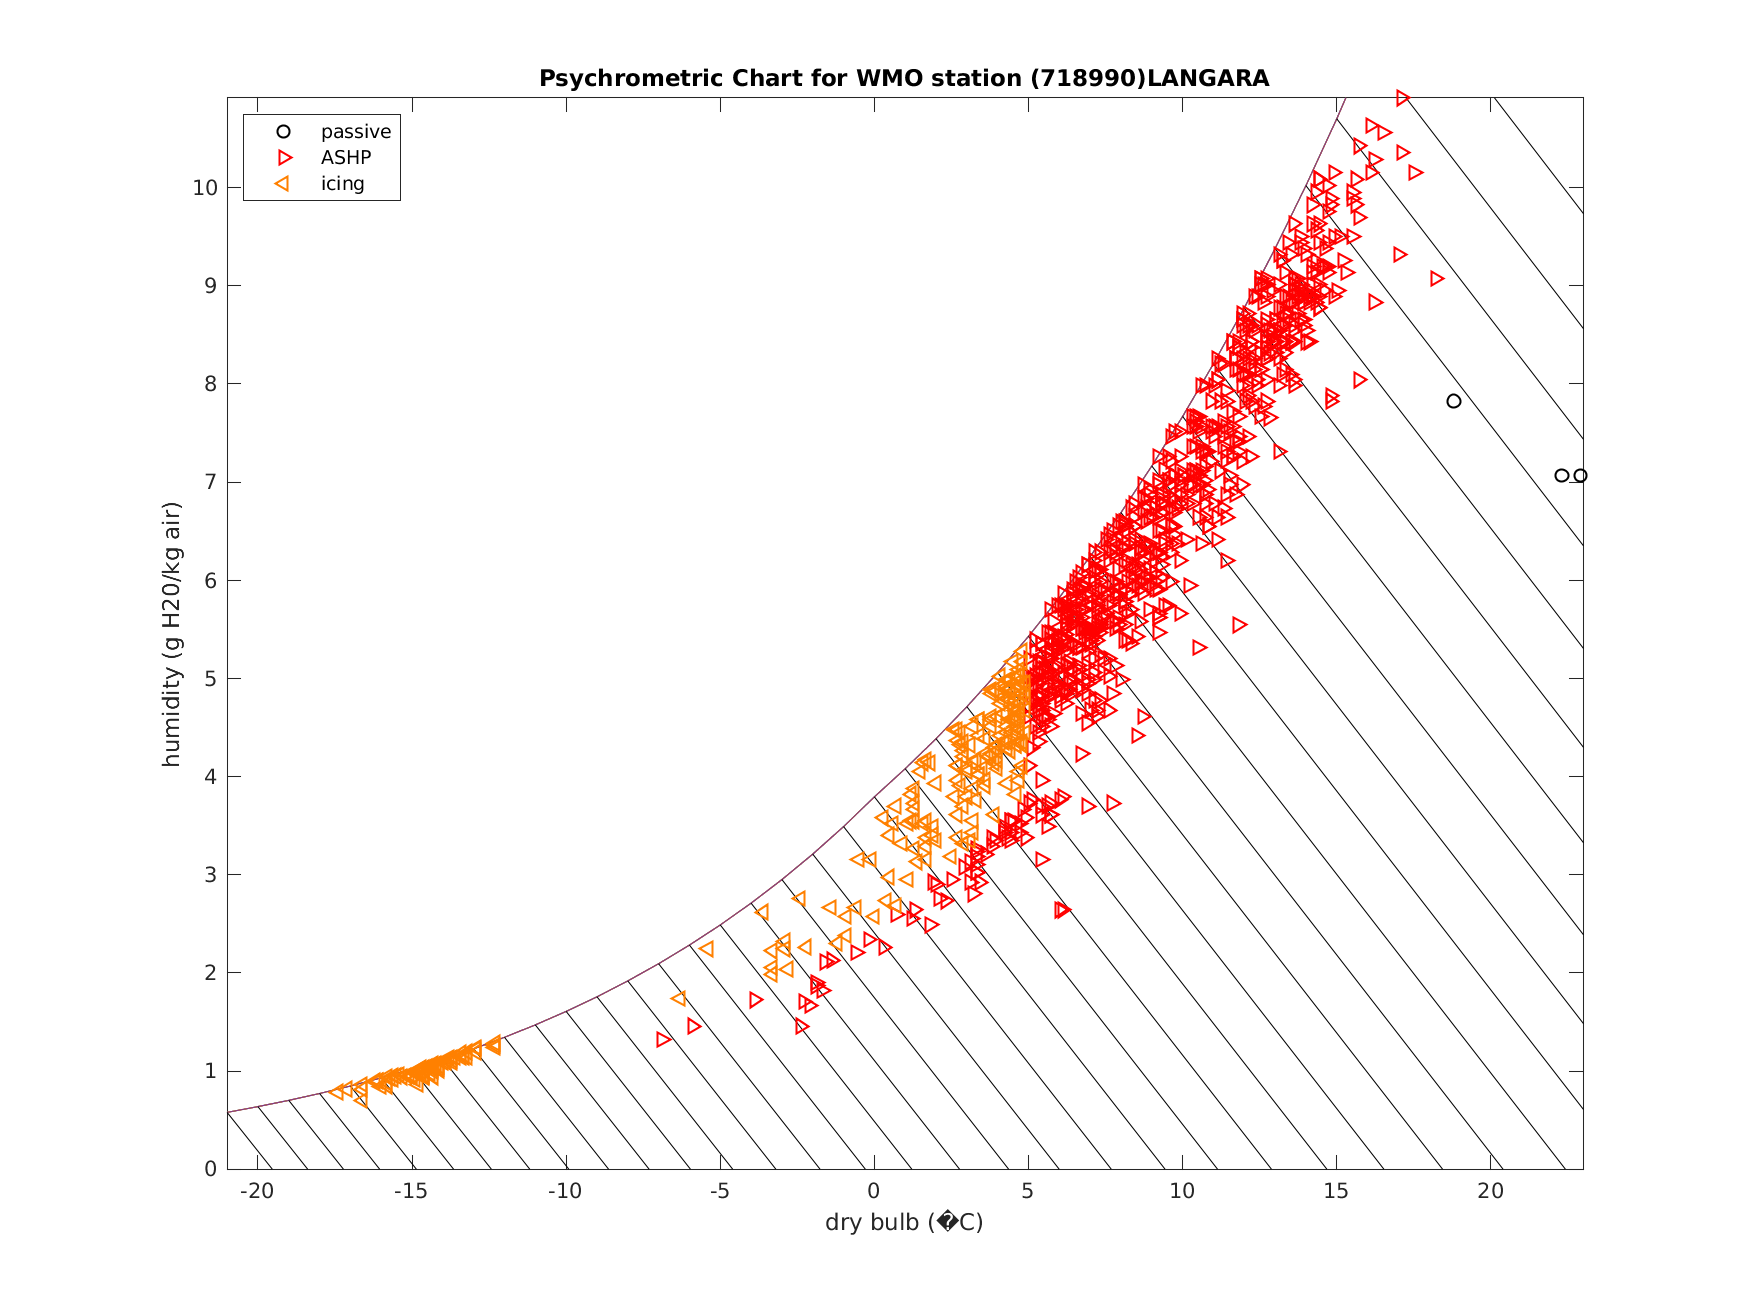 Psychrometric Chart for WMO station (718990)LANGARA
passive
ASHP
icing
10
9
8
7
6
5
4
3
2
1
0
humidity (g H20/kg air)
-20 -15 -10 -5 0 5 10 15 20
dry bulb (�C)